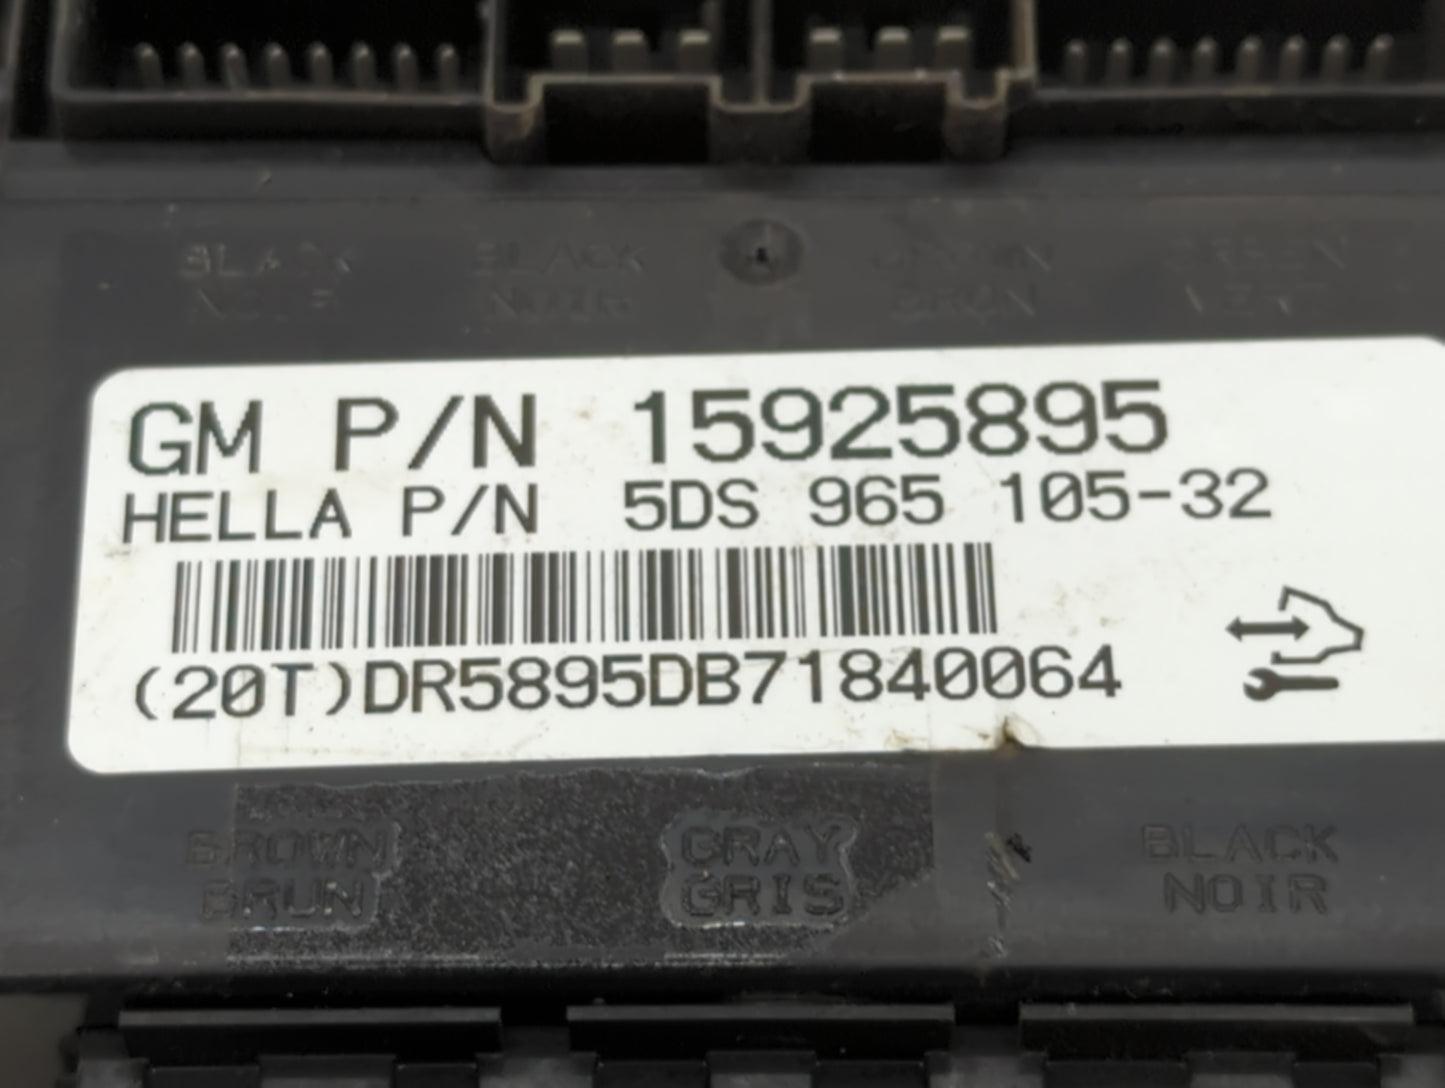 BLACK BLACK BROWN GREEN
NOIR NOIR BRUN VERT
GM P/N 15925895
HELLA P/N 5DS 965 105-32
(20T)DR5895DB71840064
BROWN GRAY BLACK
BRUN GRIS NOIR